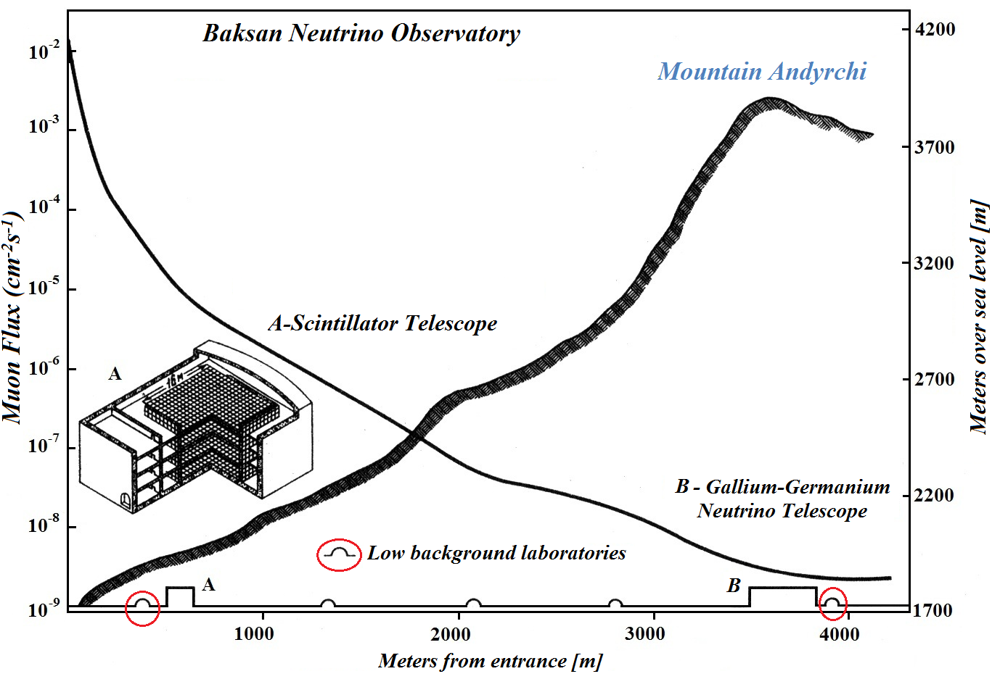 Baksan Neutrino Observatory
Mountain Andyrchi
10-2
10-3
10-4
10-5
10-6
10-7
10-8
10-9
Muon Flux (cm-2s-1)
4200
3700
3200
2700
2200
1700
Meters over sea level [m]
A-Scintillator Telescope
A
16 м
B - Gallium-Germanium
Neutrino Telescope
Low background laboratories
A
B
1000
2000
3000
4000
Meters from entrance [m]